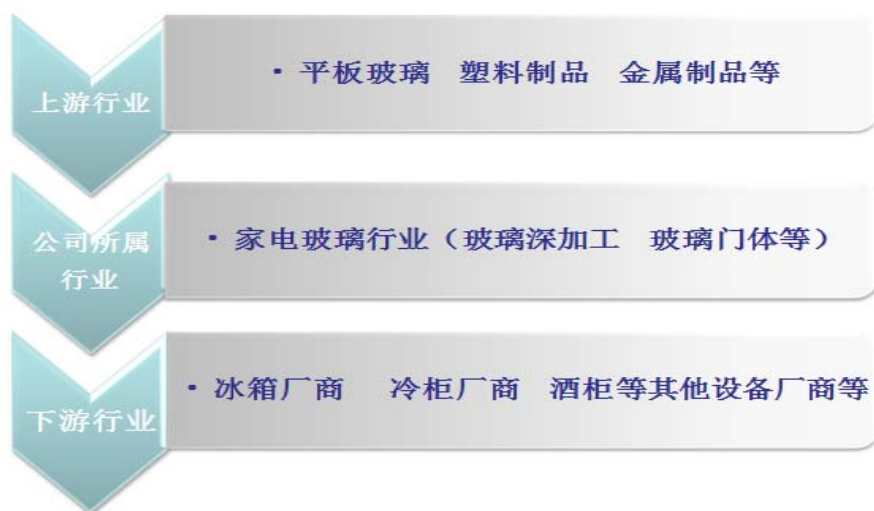 上游行业
• 平板玻璃 塑料制品 金属制品等
公司所属
行业
• 家电玻璃行业（玻璃深加工 玻璃门体等）
下游行业
• 冰箱厂商 冷柜厂商 酒柜等其他设备厂商等